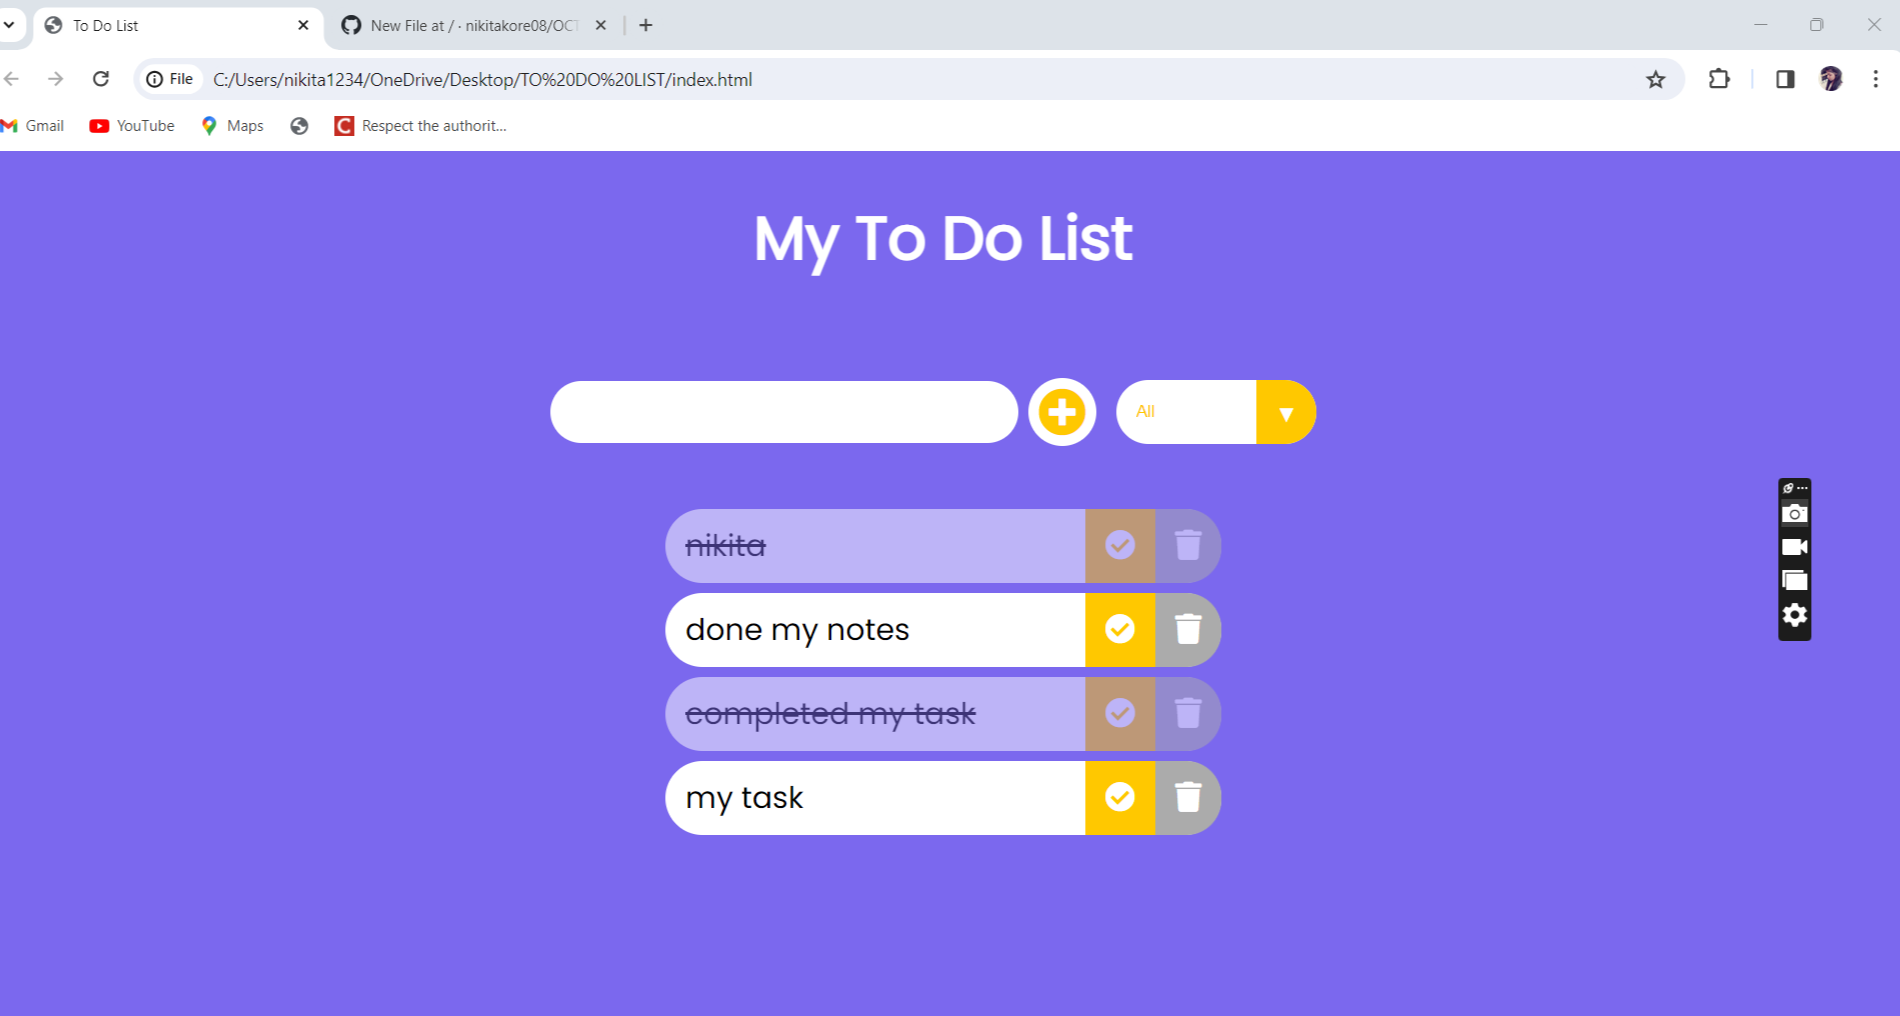 To Do List
New File at / · nikitakore08/OCT
File
C:/Users/nikita1234/OneDrive/Desktop/TO%20DO%20LIST/index.html
Gmail
YouTube
Maps
Respect the authorit...
My To Do List
All
nikita
done my notes
completed my task
my task